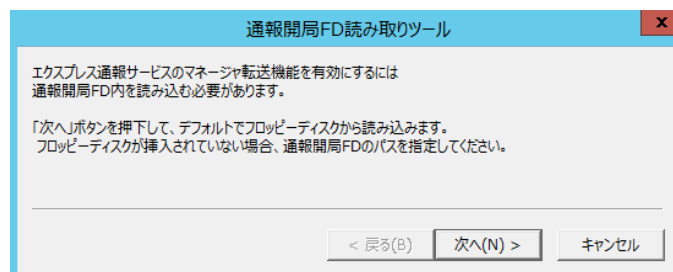 通報開局FD読み取りツール
x
エクスプレス通報サービスのマネージャ転送機能を有効にするには
通報開局FD内を読み込む必要があります。
「次へ」ボタンを押下して、デフォルトでフロッピーディスクから読み込みます。
フロッピーディスクが挿入されていない場合、通報開局FDのパスを指定してください。
< 戻る(B)
次へ(N) >
キャンセル